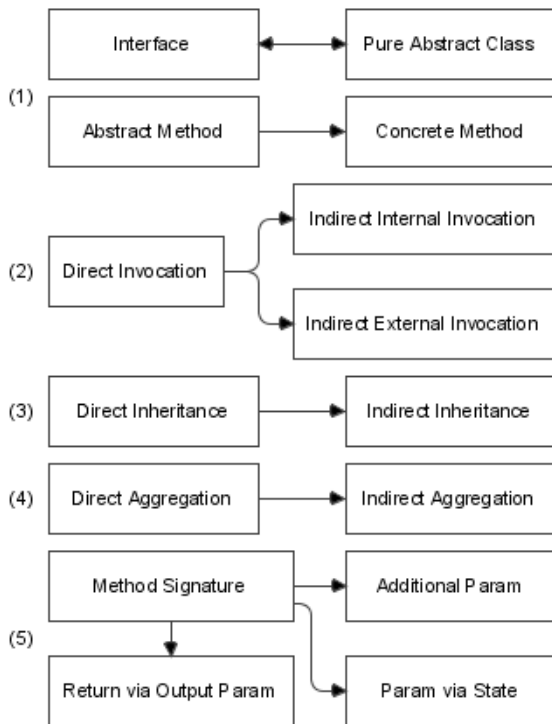 Interface
Pure Abstract Class
(1)
Abstract Method
Concrete Method
Indirect Internal Invocation
(2)
Direct Invocation
Indirect External Invocation
(3)
Direct Inheritance
Indirect Inheritance
(4)
Direct Aggregation
Indirect Aggregation
Method Signature
Additional Param
(5)
Return via Output Param
Param via State